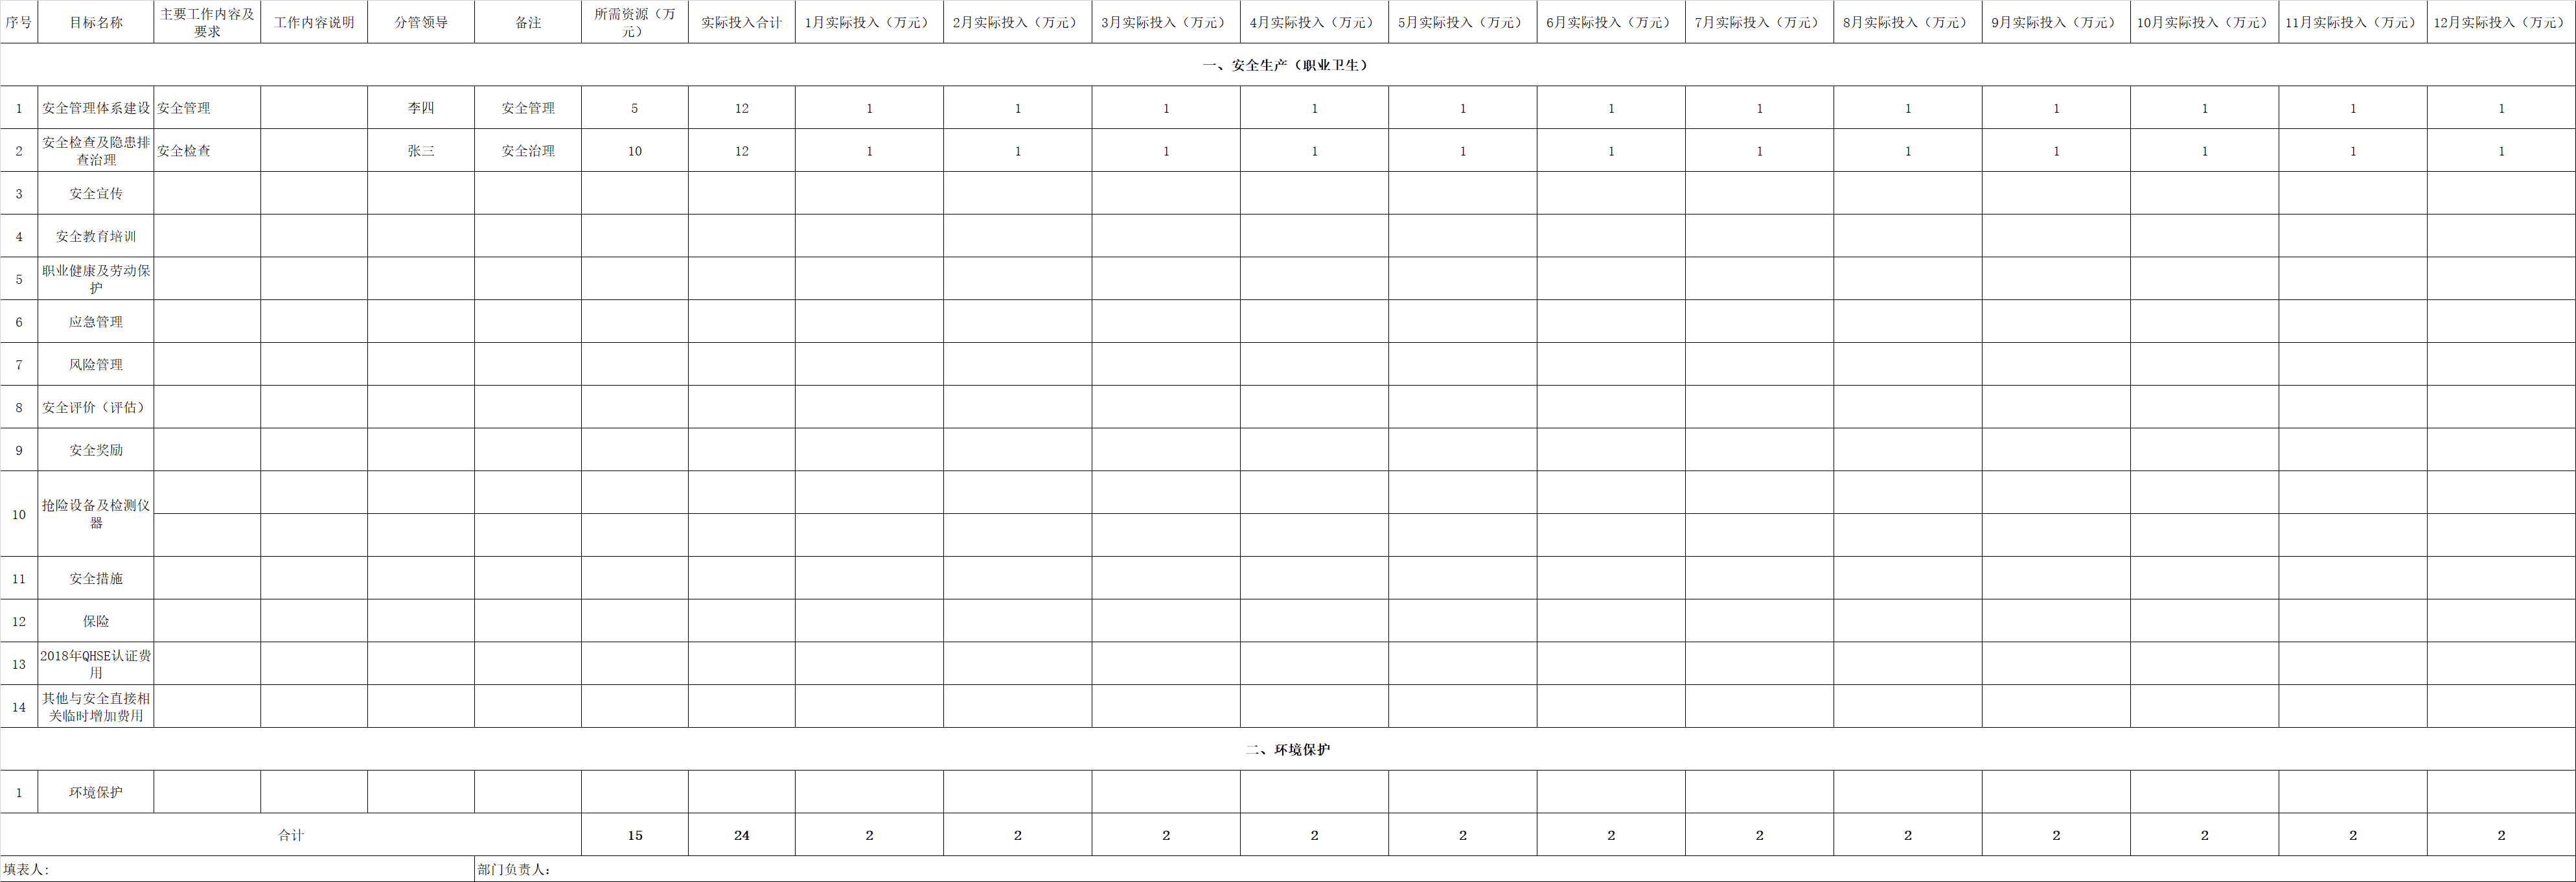 序号 目标名称 主要工作内容及要求 工作内容说明 分管领导 备注 所需资源（万元） 实际投入合计 1月实际投入（万元） 2月实际投入（万元） 3月实际投入（万元） 4月实际投入（万元） 5月实际投入（万元） 6月实际投入（万元） 7月实际投入（万元） 8月实际投入（万元） 9月实际投入（万元） 10月实际投入（万元） 11月实际投入（万元） 12月实际投入（万元）
一、安全生产（职业卫生）
1 安全管理体系建设 安全管理 李四 安全管理 5 12 1 1 1 1 1 1 1 1 1 1 1 1
2 安全检查及隐患排查治理 安全检查 张三 安全治理 10 12 1 1 1 1 1 1 1 1 1 1 1 1
3 安全宣传
4 安全教育培训
5 职业健康及劳动保护
6 应急管理
7 风险管理
8 安全评价（评估）
9 安全奖励
10 抢险设备及检测仪器
11 安全措施
12 保险
13 2018年QHSE认证费用
14 其他与安全直接相关临时增加费用
二、环境保护
1 环境保护
合计 15 24 2 2 2 2 2 2 2 2 2 2 2 2
填表人: 部门负责人: